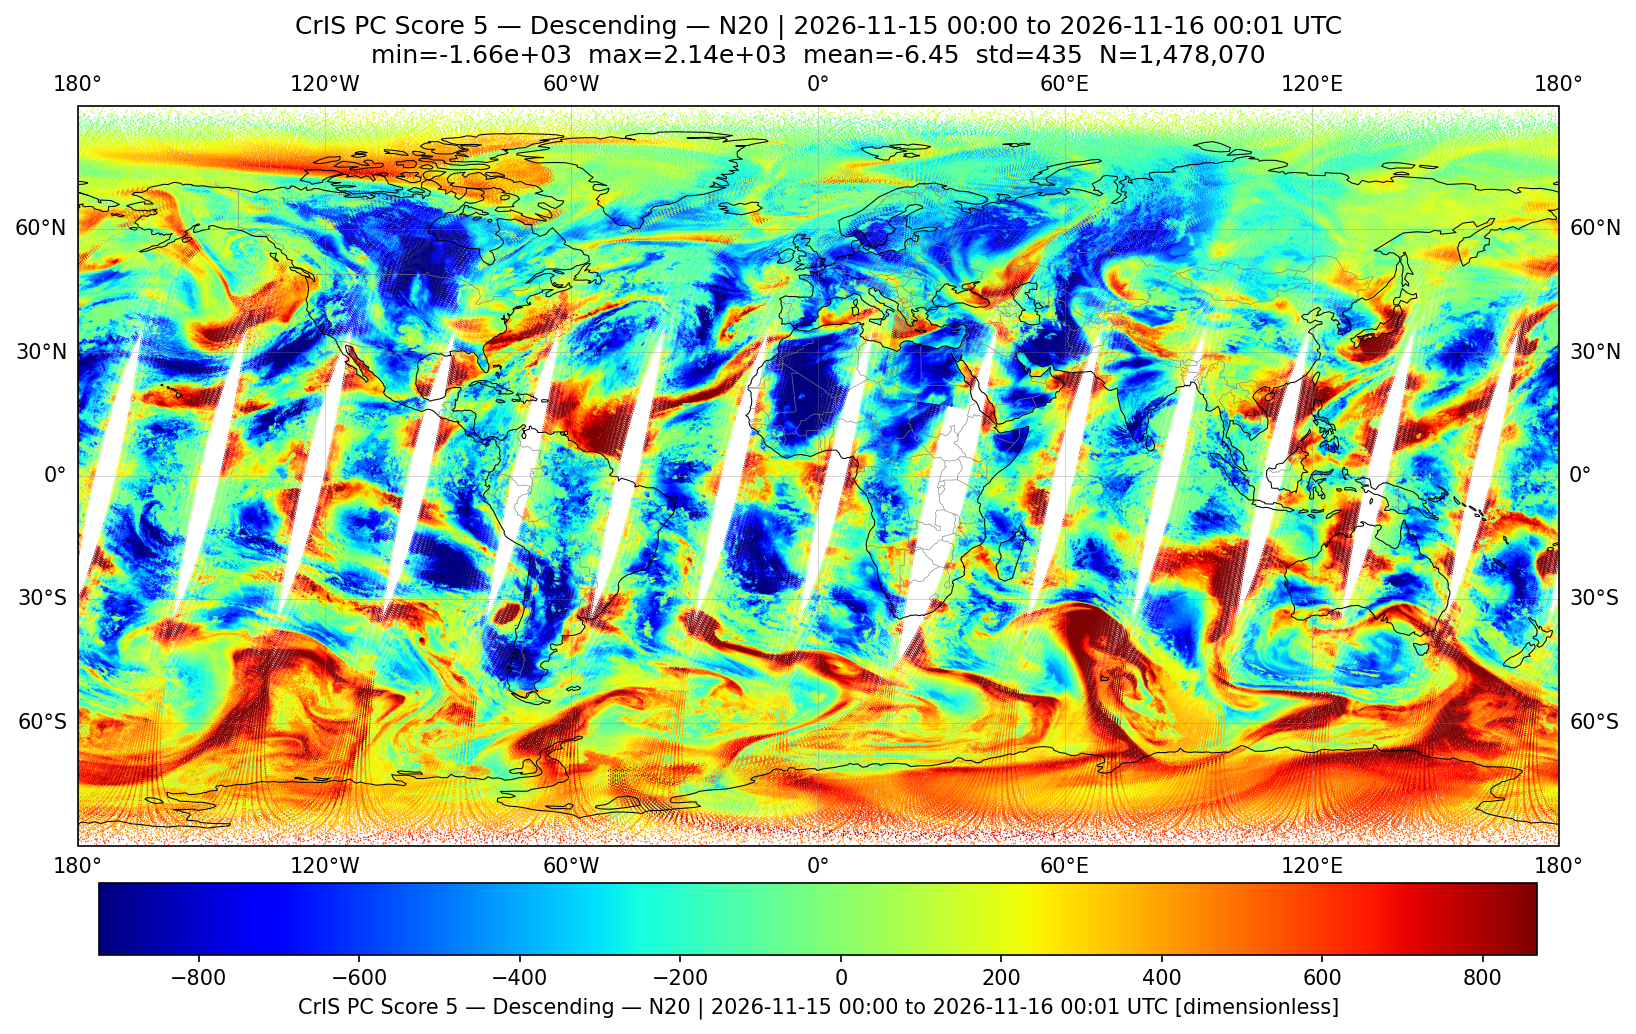 CrIS PC Score 5 — Descending — N20 | 2026-11-15 00:00 to 2026-11-16 00:01 UTC
min=-1.66e+03 max=2.14e+03 mean=-6.45 std=435 N=1,478,070
180° 120°W 60°W 0° 60°E 120°E 180°
60°N 60°N
30°N 30°N
0° 0°
30°S 30°S
60°S 60°S
180° 120°W 60°W 0° 60°E 120°E 180°
−800 −600 −400 −200 0 200 400 600 800
CrIS PC Score 5 — Descending — N20 | 2026-11-15 00:00 to 2026-11-16 00:01 UTC [dimensionless]